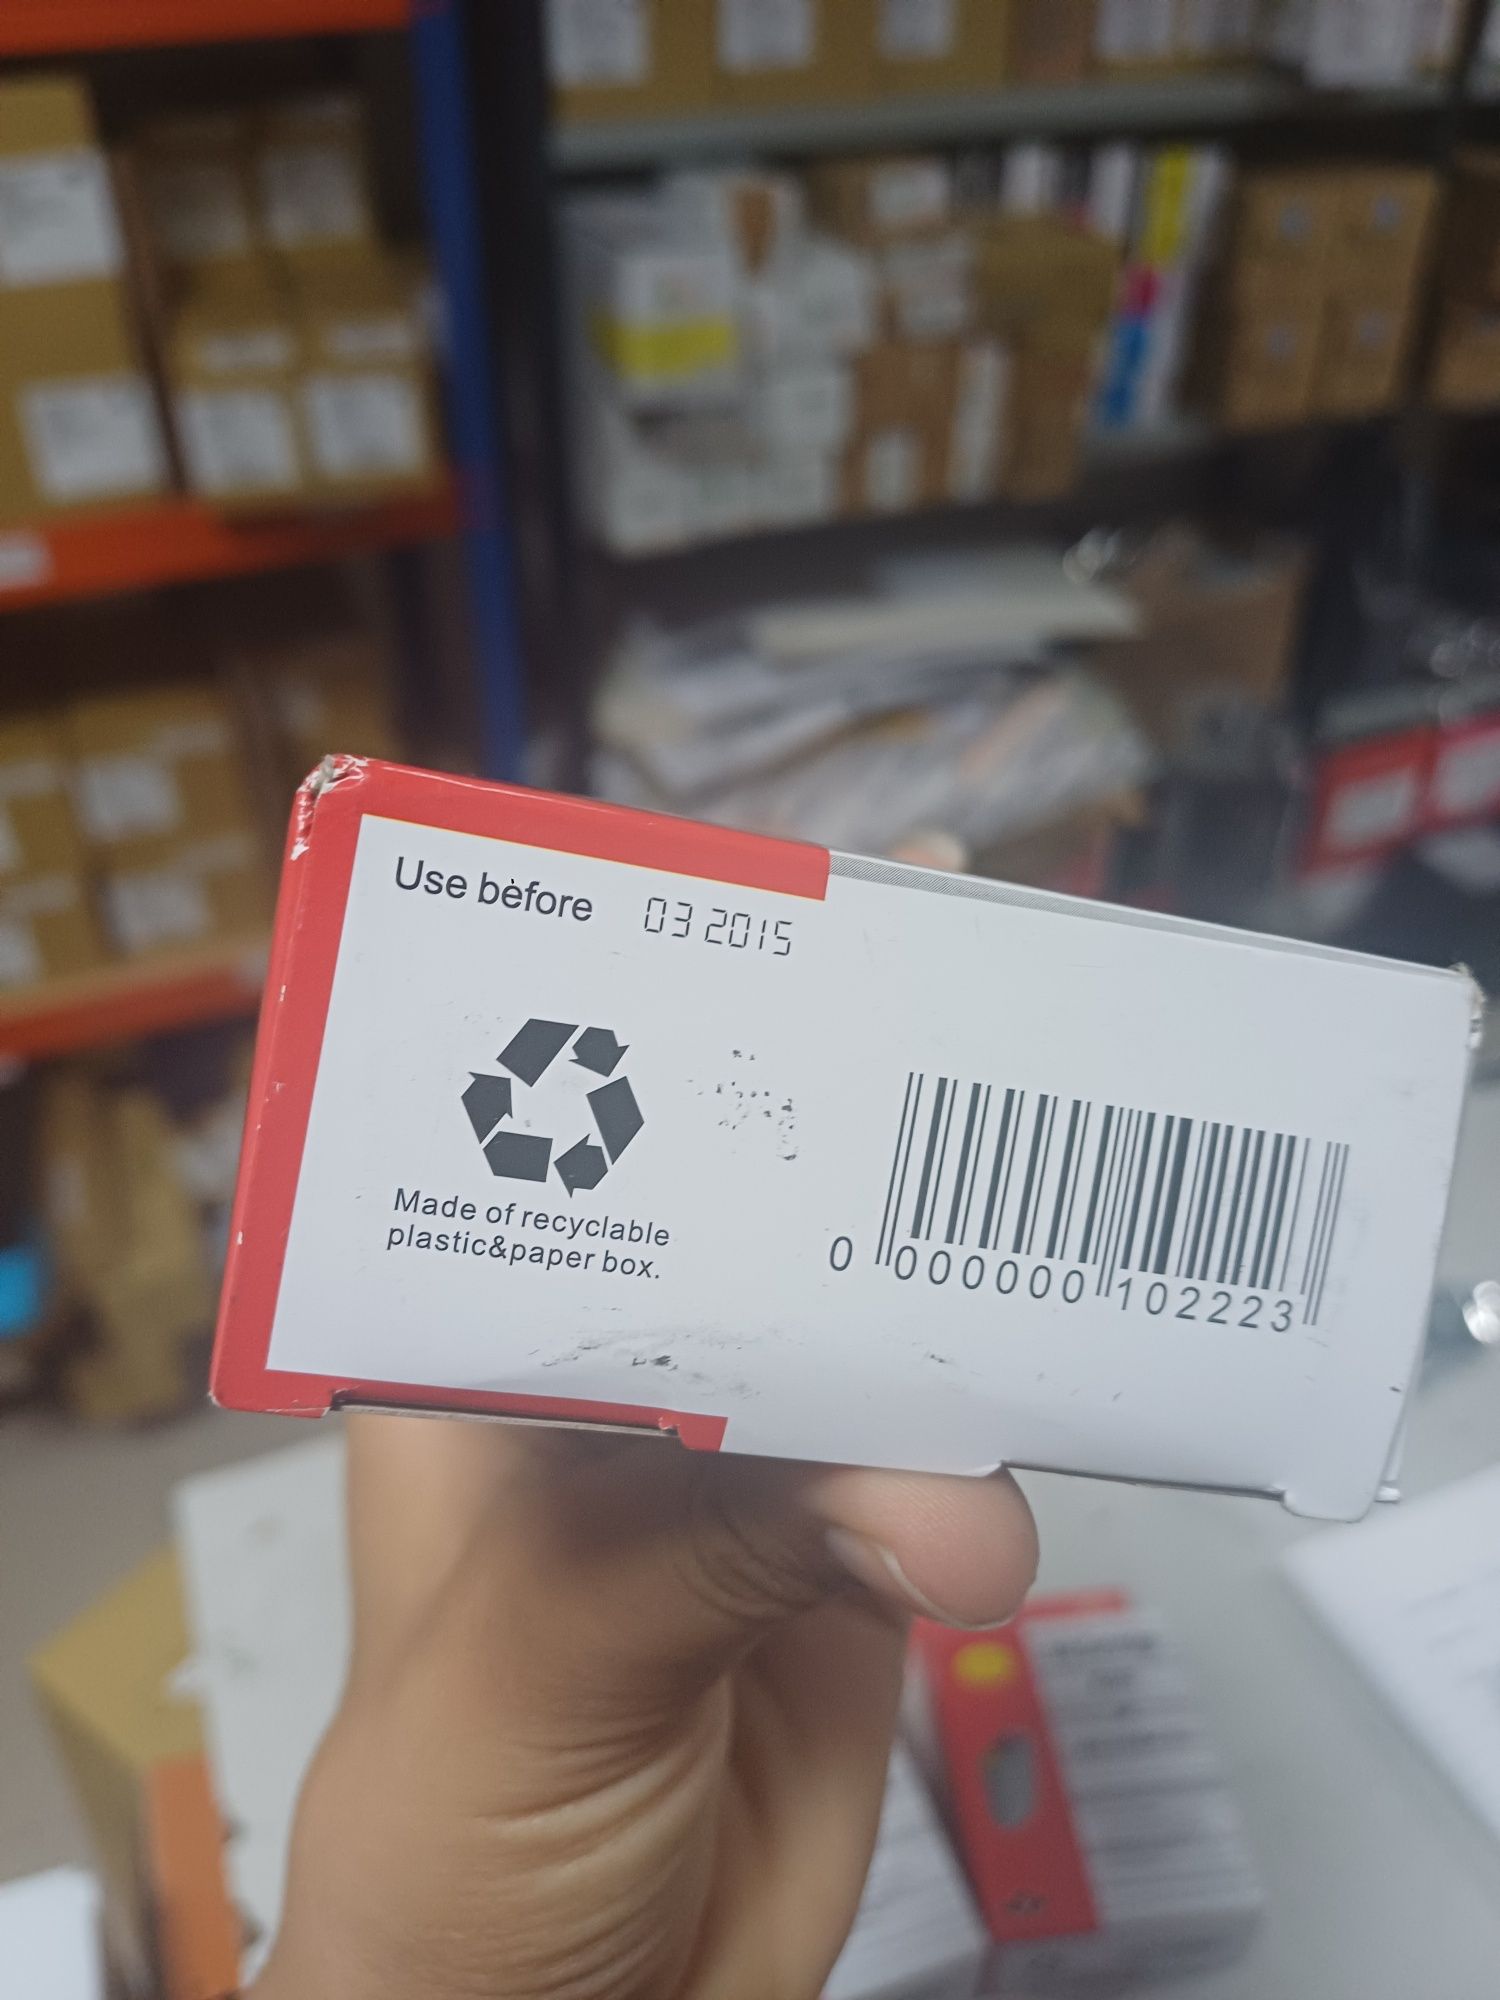 Use before 03 2015
Made of recyclable
plastic&paper box.
0 000000 102223